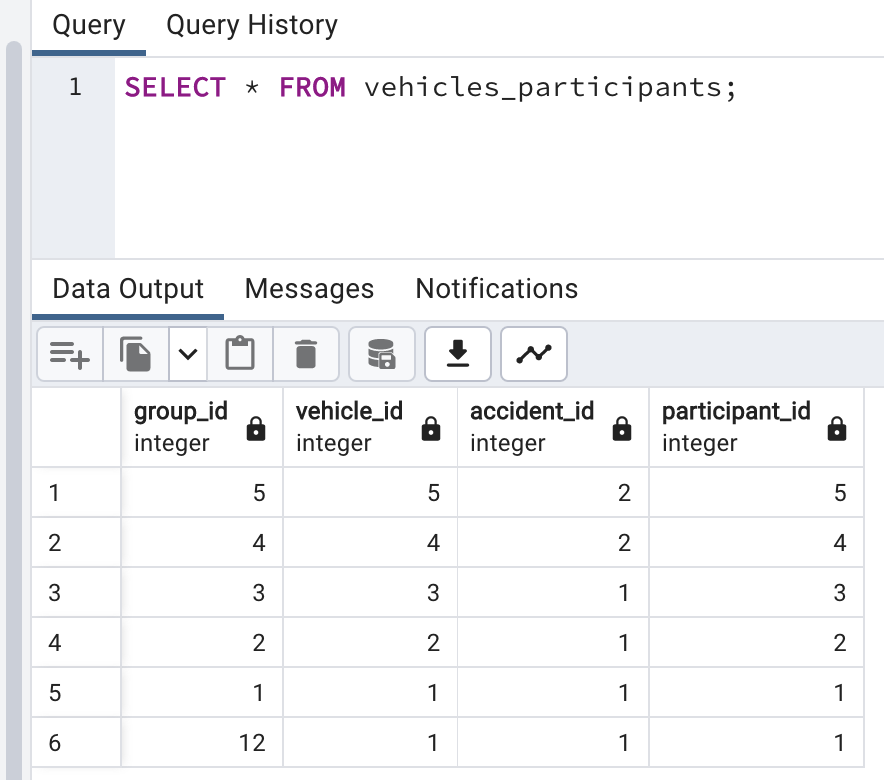 Query Query History
1 SELECT * FROM vehicles_participants;
Data Output Messages Notifications
group_id vehicle_id accident_id participant_id
integer integer integer integer
1 5 5 2 5
2 4 4 2 4
3 3 3 1 3
4 2 2 1 2
5 1 1 1 1
6 12 1 1 1